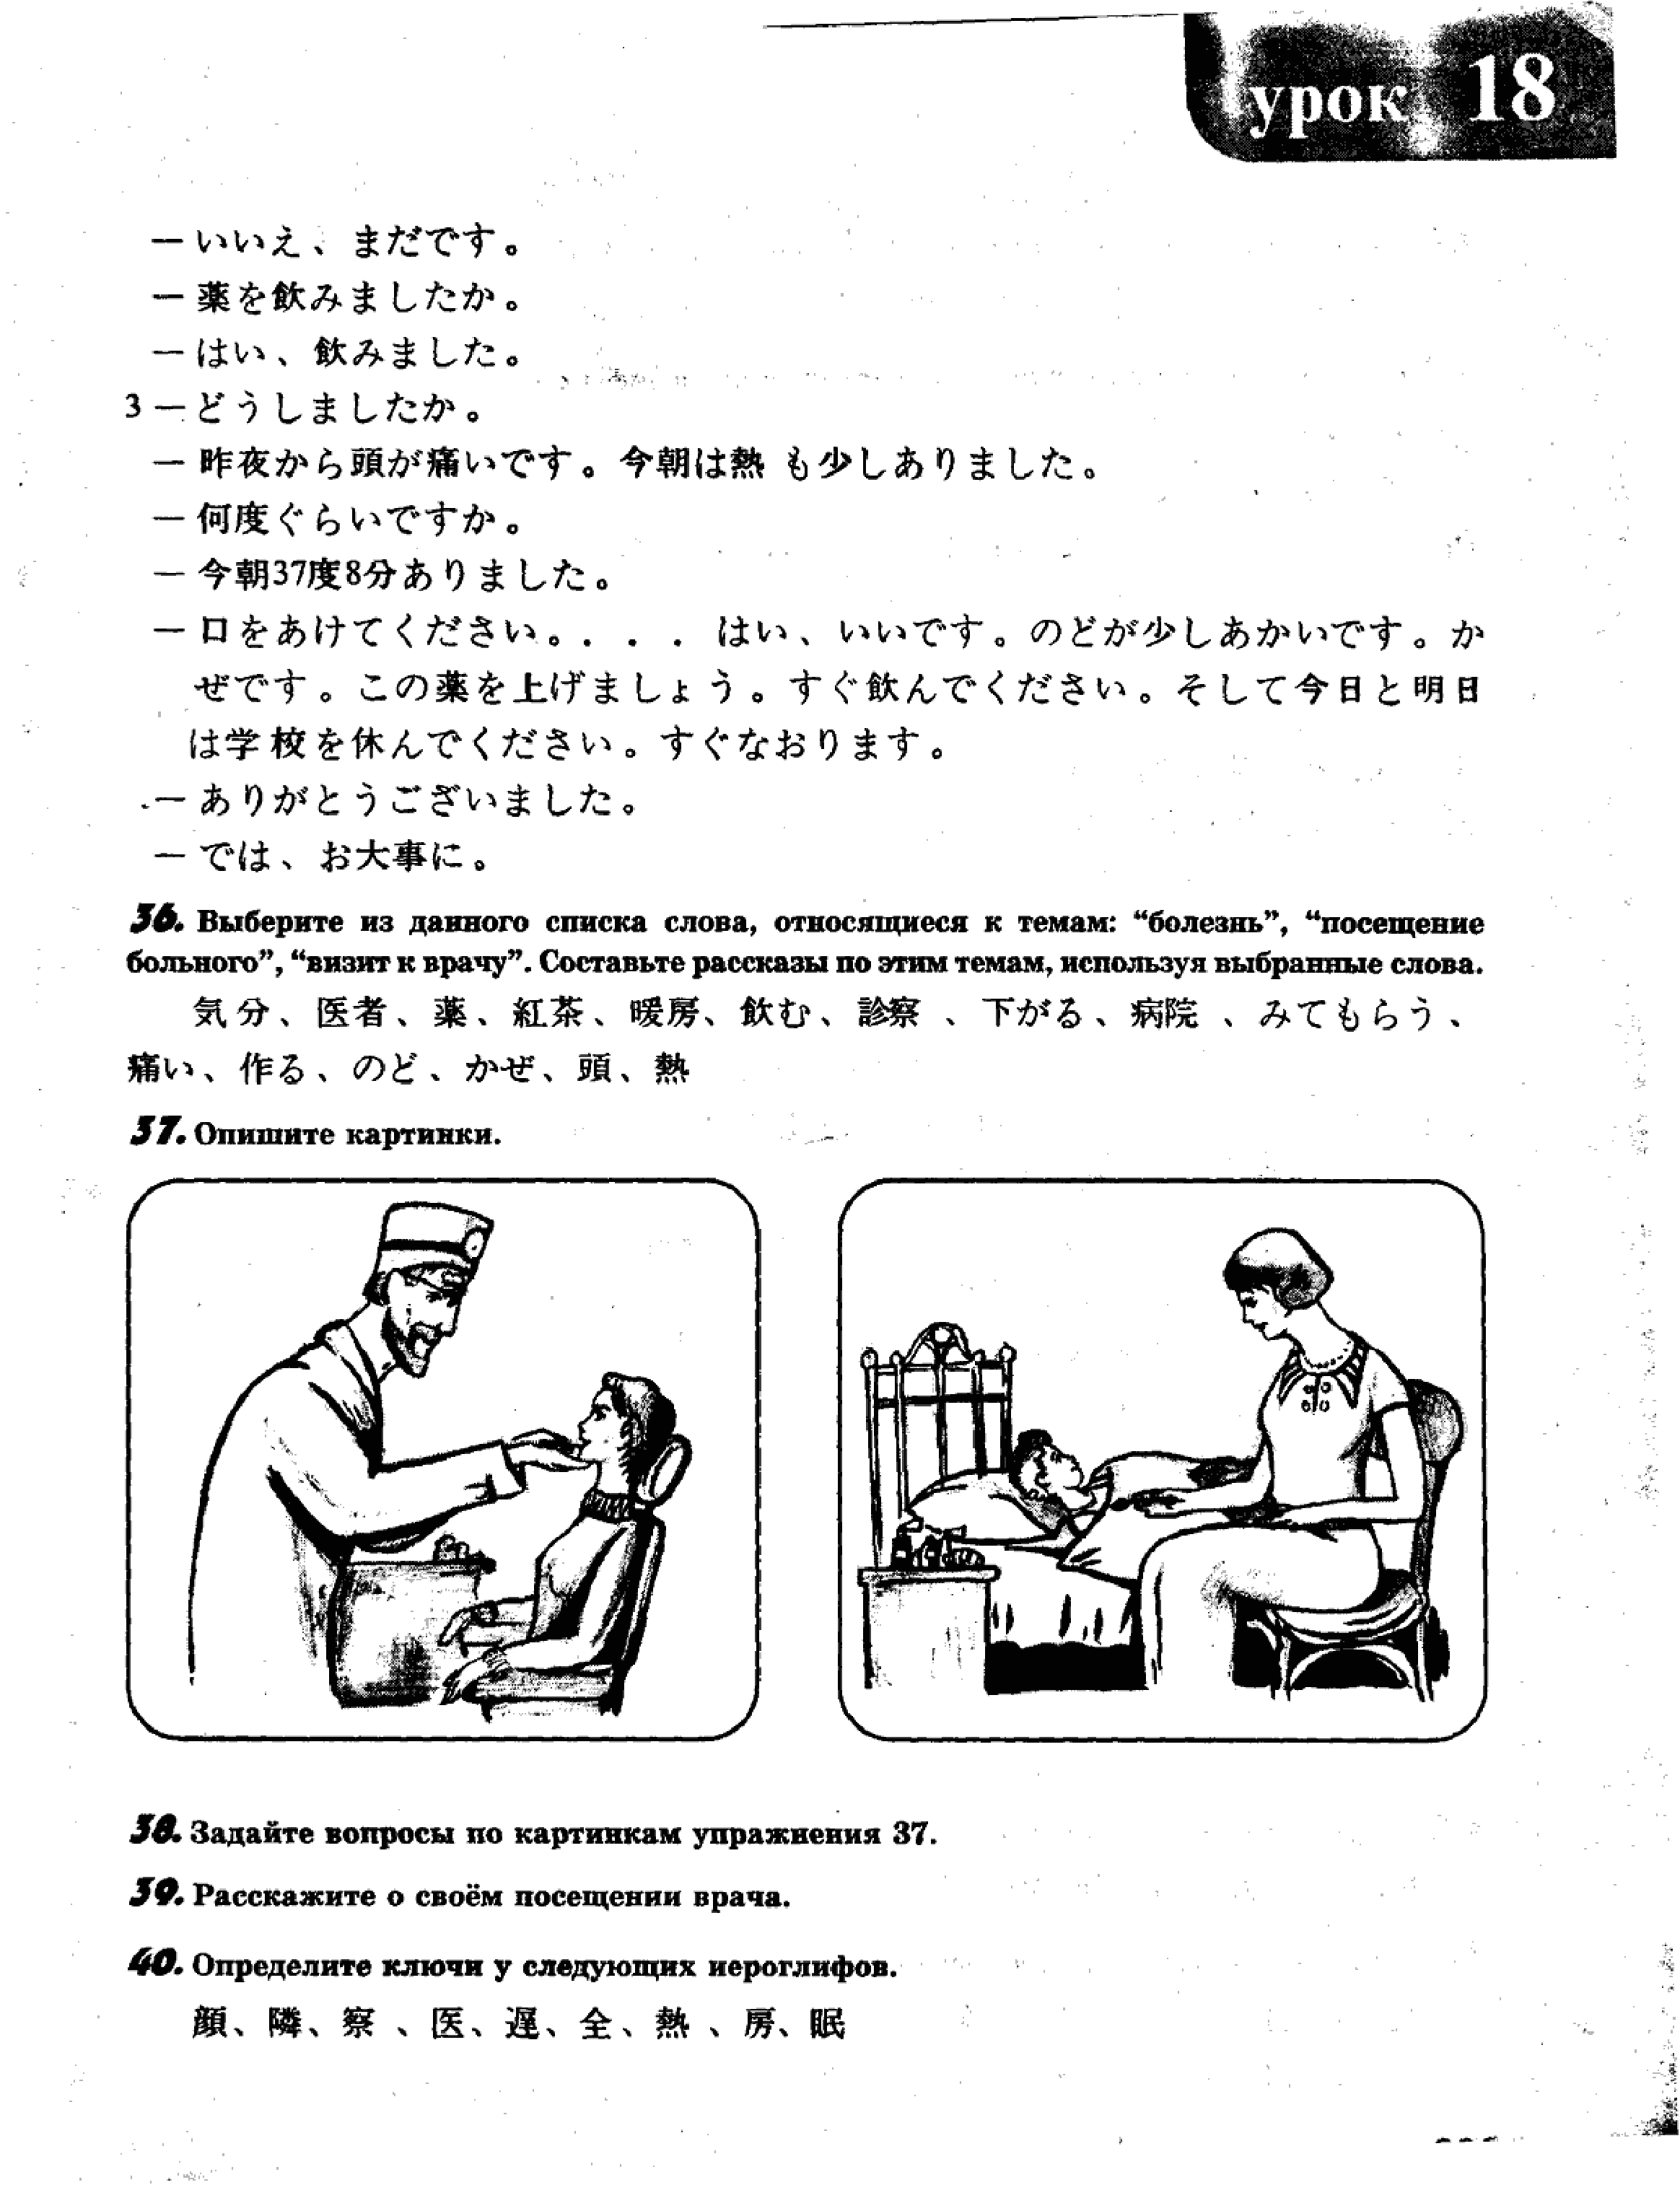 урок 18
— いいえ、まだです。
— 薬を飲みましたか。
— はい、飲みました。
3 — どうしましたか。
— 昨夜から頭が痛いです。今朝は熱も少しありました。
— 何度ぐらいですか。
— 今朝37度8分ありました。
— 口をあけてください。. . . . はい、いいです。のどが少しあかいです。か
ぜです。この薬を上げましょう。すぐ飲んでください。そして今日と明日
は学校を休んでください。すぐなおります。
— ありがとうございました。
— では、お大事に。
36. Выберите из данного списка слова, относящиеся к темам: “болезнь”, “посещение
больного”, “визит к врачу”. Составьте рассказы по этим темам, используя выбранные слова.
気分、医者、薬、紅茶、暖房、飲む、診察、下がる、病院、みてもらう、
痛い、作る、のど、かぜ、頭、熱
37. Опишите картинки.
38. Задайте вопросы по картинкам упражнения 37.
39. Расскажите о своём посещении врача.
40. Определите ключи у следующих иероглифов.
顔、隣、察、医、遅、全、熱、房、眠